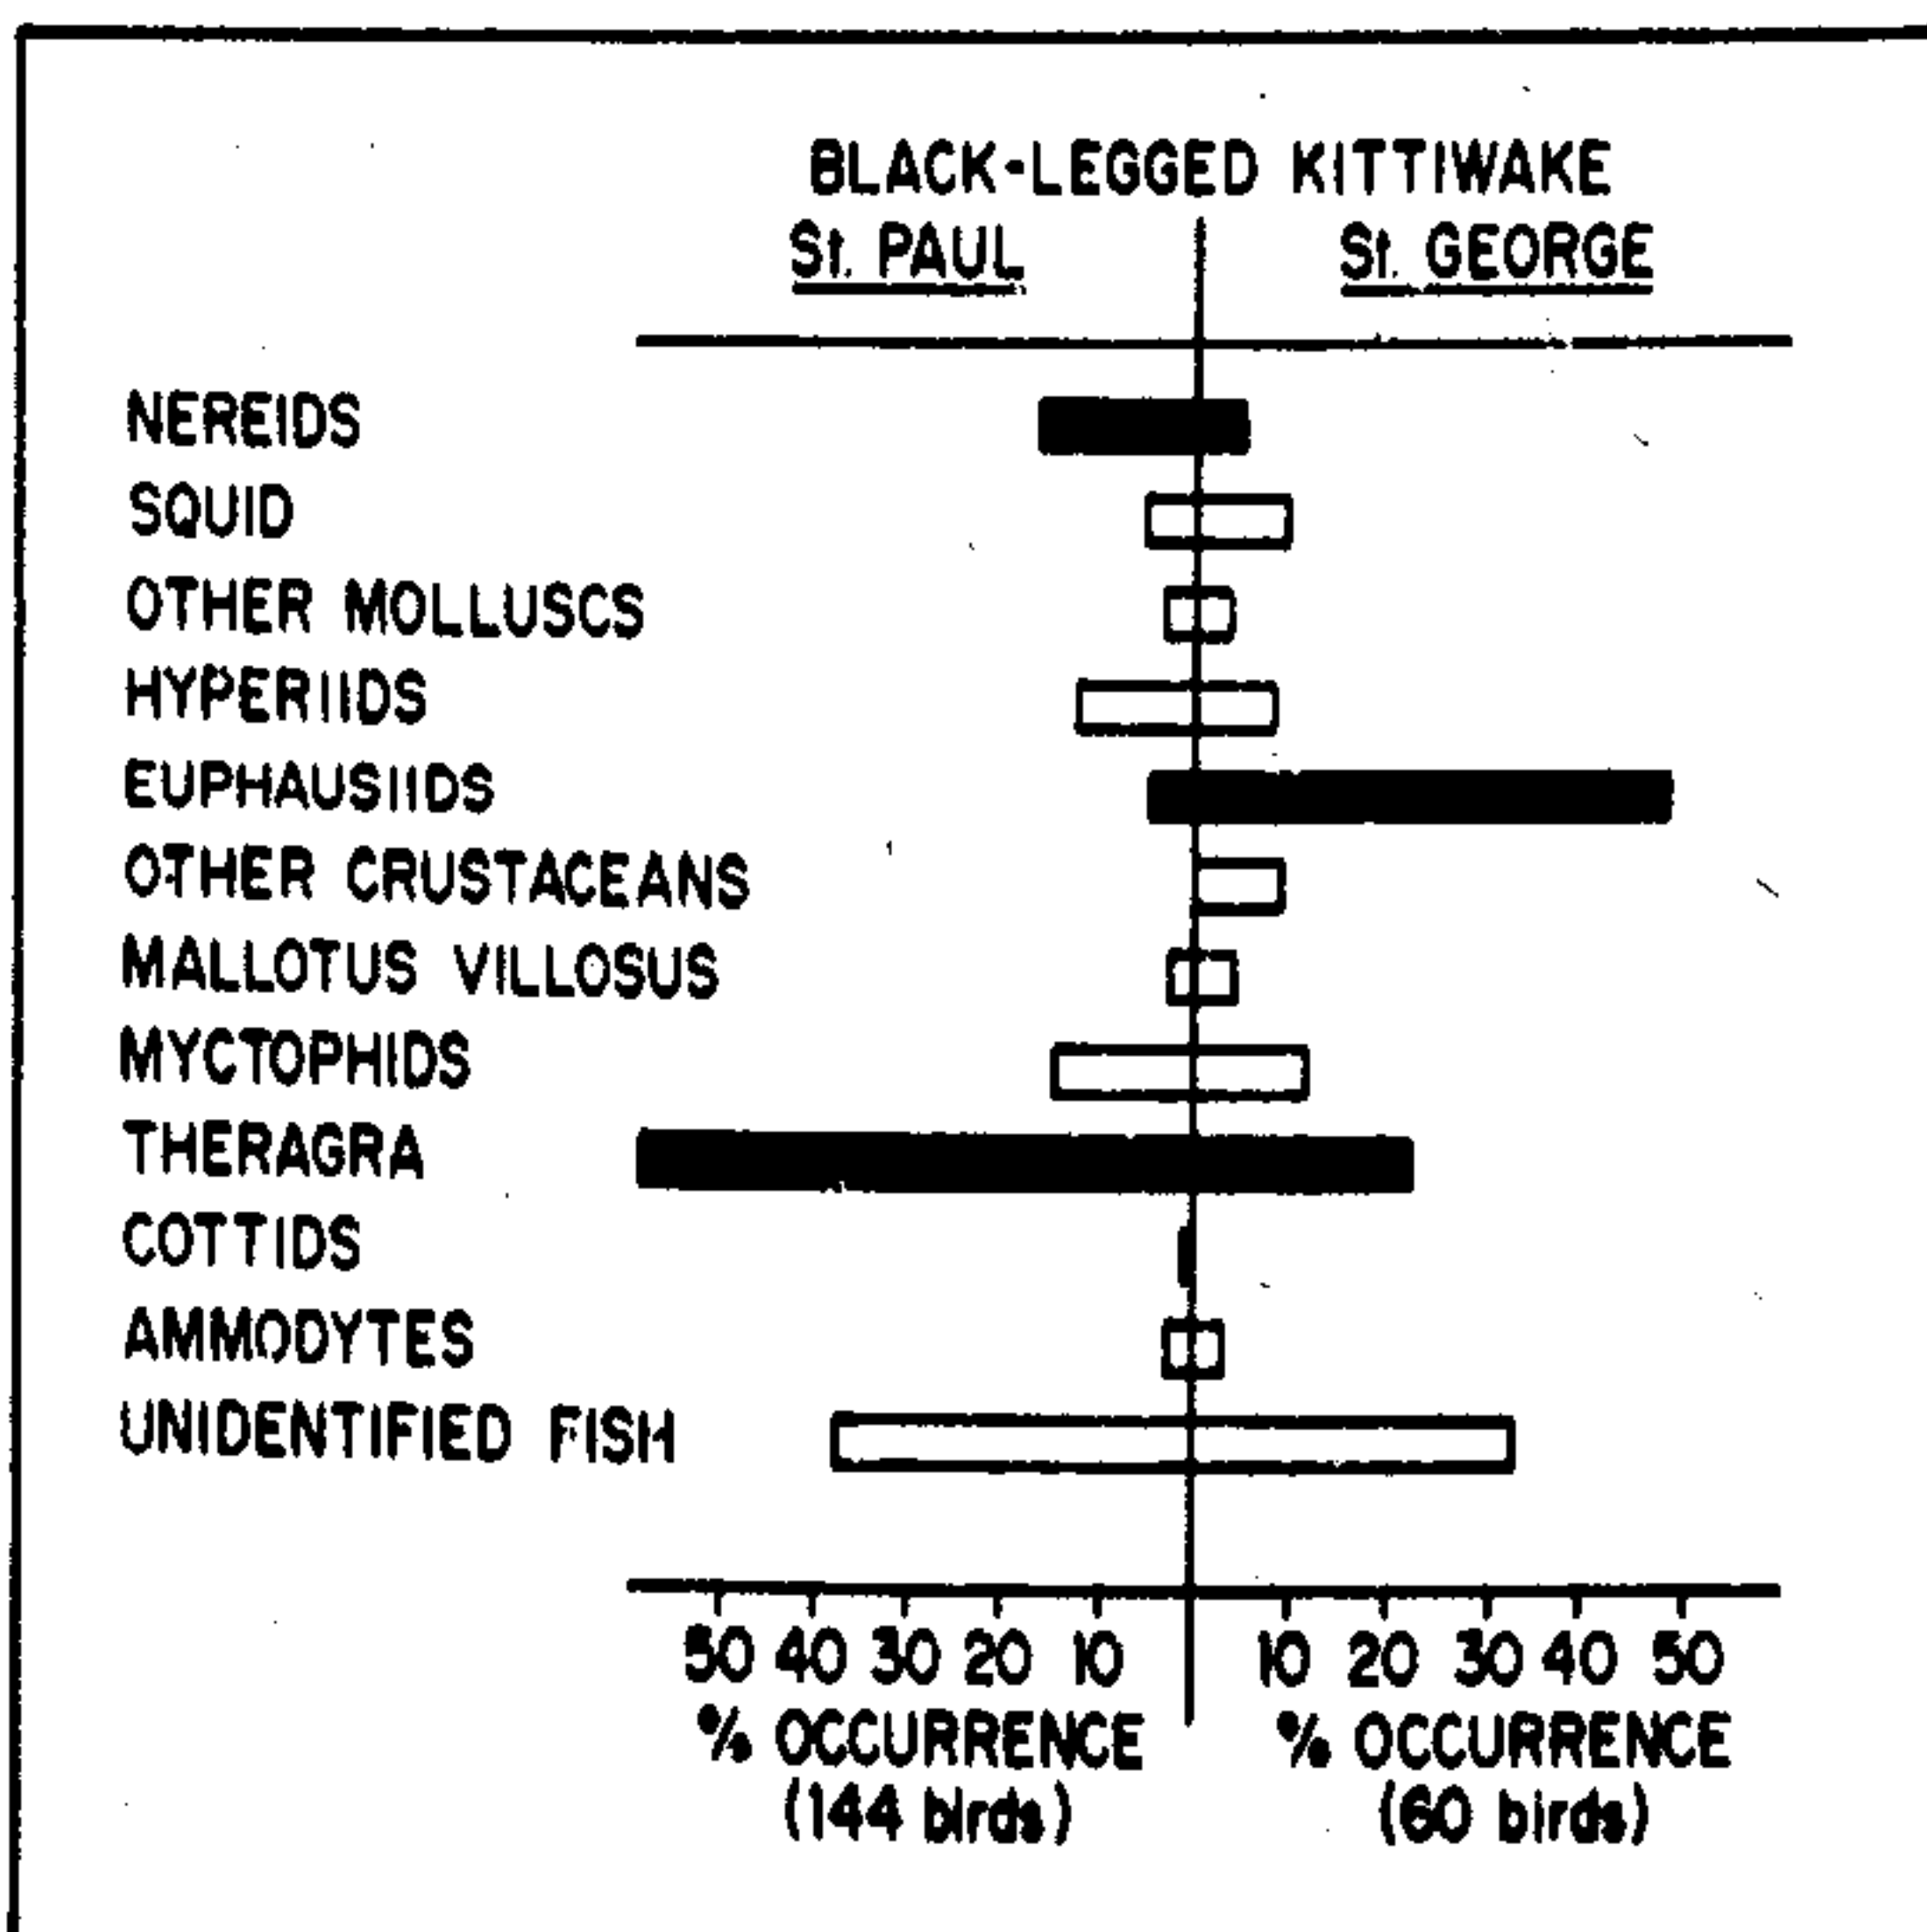 BLACK-LEGGED KITTIWAKE
St. PAUL St. GEORGE
NEREIDS
SQUID
OTHER MOLLUSCS
HYPERIIDS
EUPHAUSIIDS
OTHER CRUSTACEANS
MALLOTUS VILLOSUS
MYCTOPHIDS
THERAGRA
COTTIDS
AMMODYTES
UNIDENTIFIED FISH
50 40 30 20 10 10 20 30 40 50
% OCCURRENCE % OCCURRENCE
(144 birds) (60 birds)